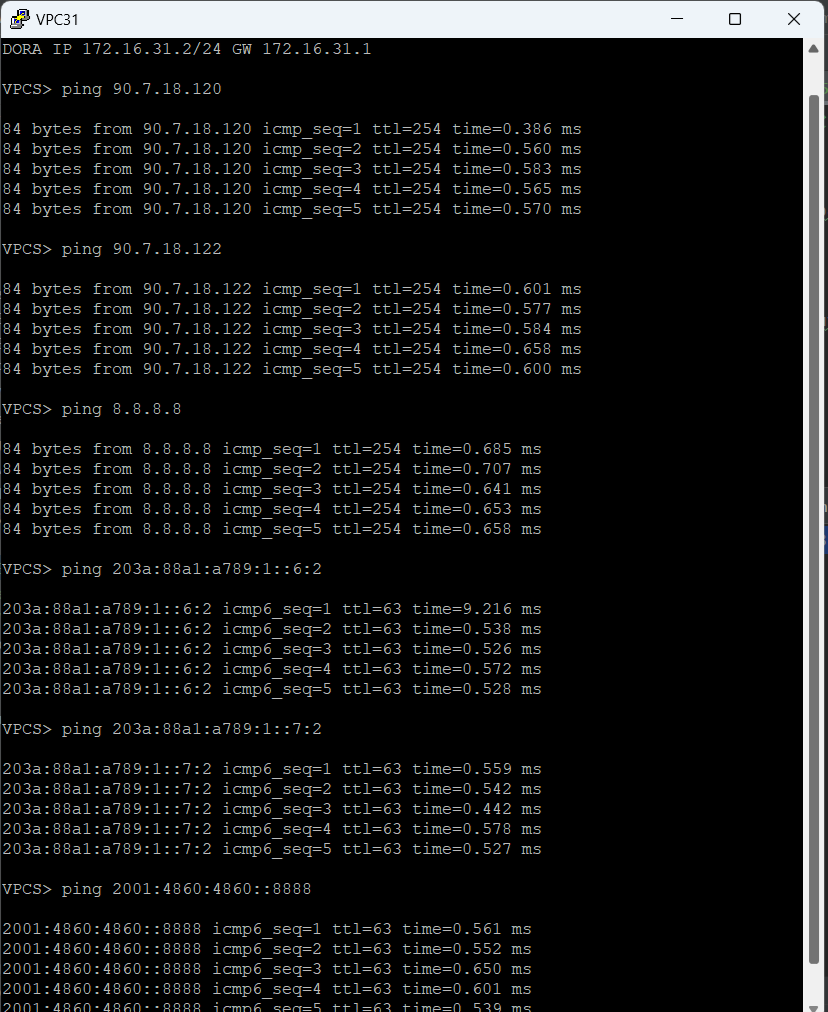 VPC31
DORA IP 172.16.31.2/24 GW 172.16.31.1
VPCS> ping 90.7.18.120
84 bytes from 90.7.18.120 icmp_seq=1 ttl=254 time=0.386 ms
84 bytes from 90.7.18.120 icmp_seq=2 ttl=254 time=0.560 ms
84 bytes from 90.7.18.120 icmp_seq=3 ttl=254 time=0.583 ms
84 bytes from 90.7.18.120 icmp_seq=4 ttl=254 time=0.565 ms
84 bytes from 90.7.18.120 icmp_seq=5 ttl=254 time=0.570 ms
VPCS> ping 90.7.18.122
84 bytes from 90.7.18.122 icmp_seq=1 ttl=254 time=0.601 ms
84 bytes from 90.7.18.122 icmp_seq=2 ttl=254 time=0.577 ms
84 bytes from 90.7.18.122 icmp_seq=3 ttl=254 time=0.584 ms
84 bytes from 90.7.18.122 icmp_seq=4 ttl=254 time=0.658 ms
84 bytes from 90.7.18.122 icmp_seq=5 ttl=254 time=0.600 ms
VPCS> ping 8.8.8.8
84 bytes from 8.8.8.8 icmp_seq=1 ttl=254 time=0.685 ms
84 bytes from 8.8.8.8 icmp_seq=2 ttl=254 time=0.707 ms
84 bytes from 8.8.8.8 icmp_seq=3 ttl=254 time=0.641 ms
84 bytes from 8.8.8.8 icmp_seq=4 ttl=254 time=0.653 ms
84 bytes from 8.8.8.8 icmp_seq=5 ttl=254 time=0.658 ms
VPCS> ping 203a:88a1:a789:1::6:2
203a:88a1:a789:1::6:2 icmp6_seq=1 ttl=63 time=9.216 ms
203a:88a1:a789:1::6:2 icmp6_seq=2 ttl=63 time=0.538 ms
203a:88a1:a789:1::6:2 icmp6_seq=3 ttl=63 time=0.526 ms
203a:88a1:a789:1::6:2 icmp6_seq=4 ttl=63 time=0.572 ms
203a:88a1:a789:1::6:2 icmp6_seq=5 ttl=63 time=0.528 ms
VPCS> ping 203a:88a1:a789:1::7:2
203a:88a1:a789:1::7:2 icmp6_seq=1 ttl=63 time=0.559 ms
203a:88a1:a789:1::7:2 icmp6_seq=2 ttl=63 time=0.542 ms
203a:88a1:a789:1::7:2 icmp6_seq=3 ttl=63 time=0.442 ms
203a:88a1:a789:1::7:2 icmp6_seq=4 ttl=63 time=0.578 ms
203a:88a1:a789:1::7:2 icmp6_seq=5 ttl=63 time=0.527 ms
VPCS> ping 2001:4860:4860::8888
2001:4860:4860::8888 icmp6_seq=1 ttl=63 time=0.561 ms
2001:4860:4860::8888 icmp6_seq=2 ttl=63 time=0.552 ms
2001:4860:4860::8888 icmp6_seq=3 ttl=63 time=0.650 ms
2001:4860:4860::8888 icmp6_seq=4 ttl=63 time=0.601 ms
2001:4860:4860::8888 icmp6_seq=5 ttl=63 time=0.539 ms